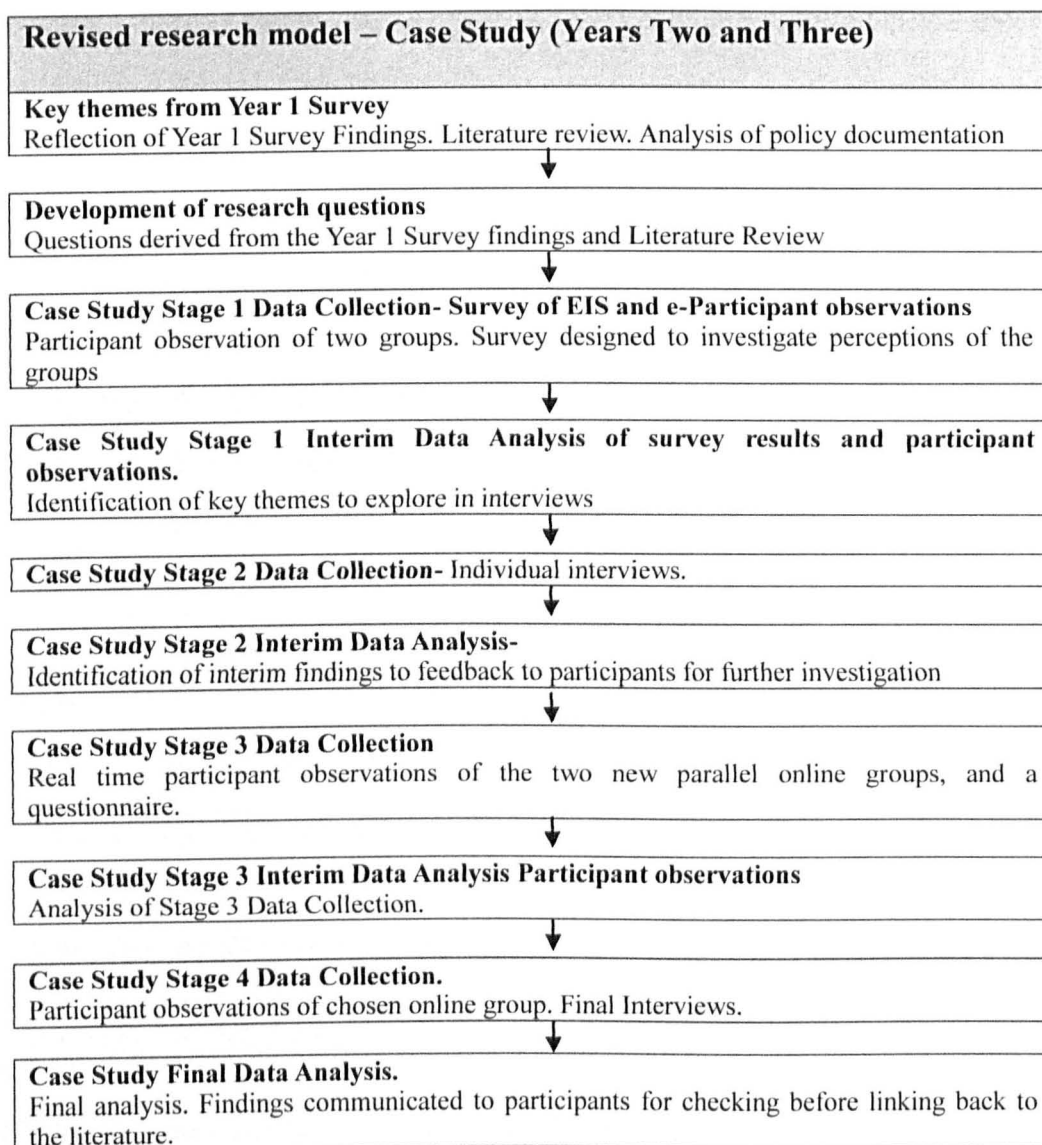 Revised research model – Case Study (Years Two and Three)
Key themes from Year 1 Survey
Reflection of Year 1 Survey Findings. Literature review. Analysis of policy documentation
Development of research questions
Questions derived from the Year 1 Survey findings and Literature Review
Case Study Stage 1 Data Collection- Survey of EIS and e-Participant observations
Participant observation of two groups. Survey designed to investigate perceptions of the
groups
Case Study Stage 1 Interim Data Analysis of survey results and participant
observations.
Identification of key themes to explore in interviews
Case Study Stage 2 Data Collection- Individual interviews.
Case Study Stage 2 Interim Data Analysis-
Identification of interim findings to feedback to participants for further investigation
Case Study Stage 3 Data Collection
Real time participant observations of the two new parallel online groups, and a
questionnaire.
Case Study Stage 3 Interim Data Analysis Participant observations
Analysis of Stage 3 Data Collection.
Case Study Stage 4 Data Collection.
Participant observations of chosen online group. Final Interviews.
Case Study Final Data Analysis.
Final analysis. Findings communicated to participants for checking before linking back to
the literature.